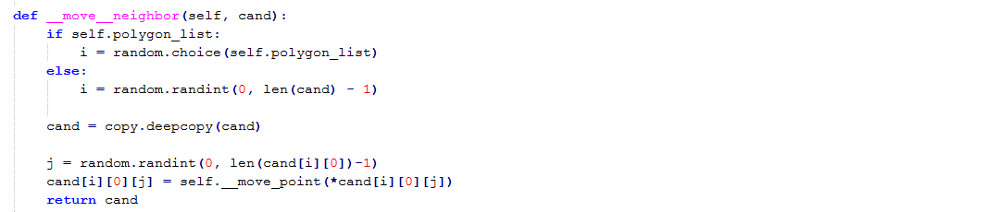 def __move__neighbor(self, cand):
    if self.polygon_list:
        i = random.choice(self.polygon_list)
    else:
        i = random.randint(0, len(cand) - 1)
    cand = copy.deepcopy(cand)
    j = random.randint(0, len(cand[i][0])-1)
    cand[i][0][j] = self.__move_point(*cand[i][0][j])
    return cand